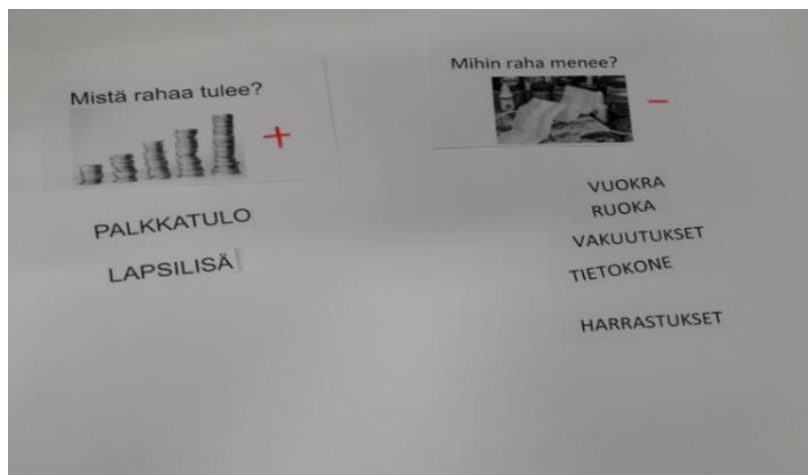 Mistä rahaa tulee?
+
PALKKATULO
LAPSILISÄ
Mihin raha menee?
−
VUOKRA
RUOKA
VAKUUTUKSET
TIETOKONE
HARRASTUKSET